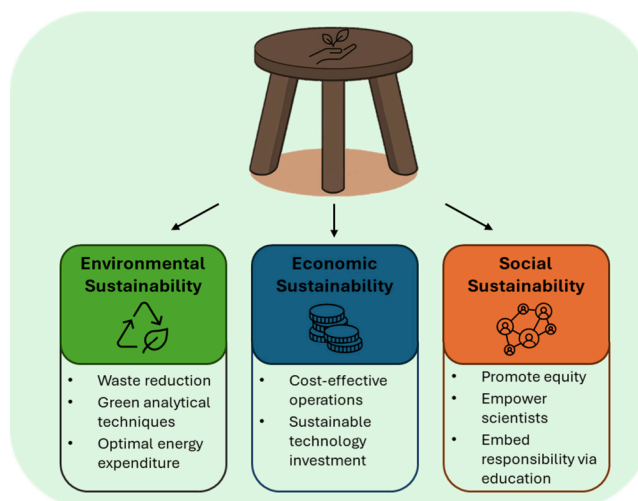 Environmental
Sustainability
• Waste reduction
• Green analytical
techniques
• Optimal energy
expenditure
Economic
Sustainability
• Cost-effective
operations
• Sustainable
technology
investment
Social
Sustainability
• Promote equity
• Empower
scientists
• Embed
responsibility via
education